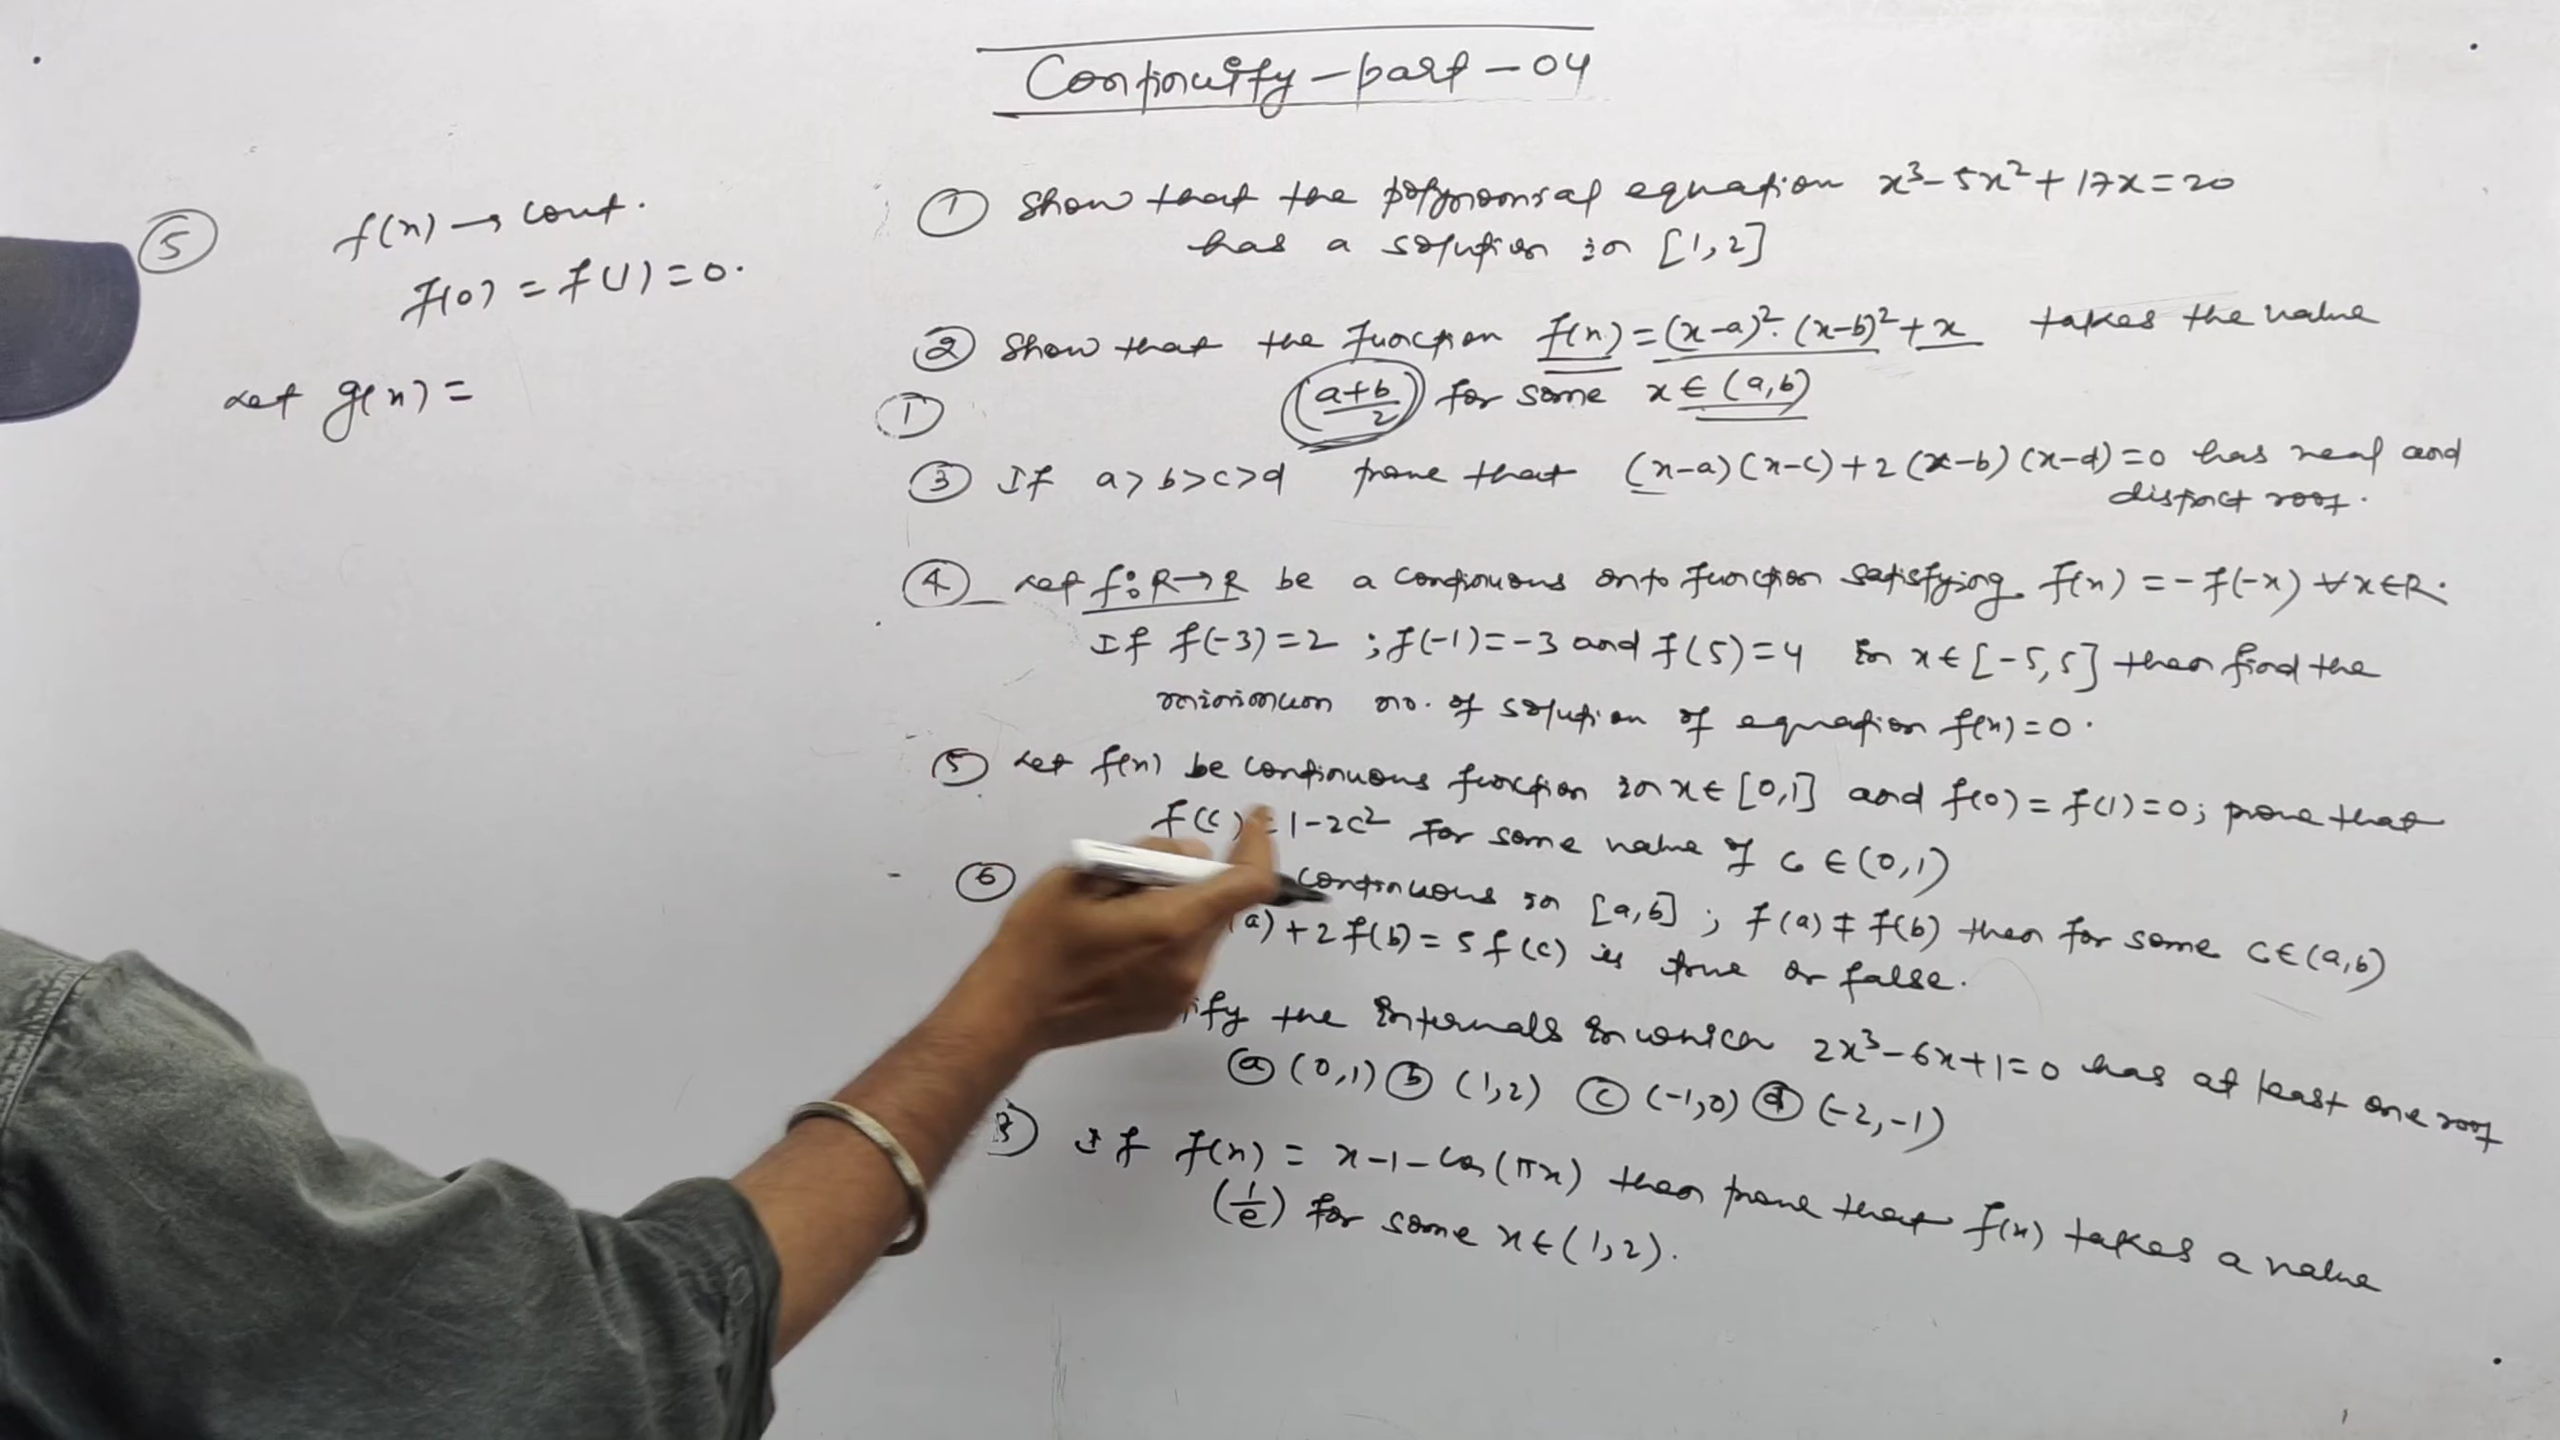 Continuity - part - 04
① Show that the polynomial equation x³ - 5x² + 17x = 20
has a solution in [1, 2]
② Show that the function f(x) = (x-a)². (x-b)² + x takes the value
(a+b/2) for some x ∈ (a, b)
①
③ If a > b > c > d prove that (x-a)(x-c) + 2(x-b)(x-d) = 0 has real and
distinct root.
④ Let f: R → R be a continuous onto function satisfying f(x) = -f(-x) ∀ x ∈ R.
If f(-3) = 2 ; f(-1) = -3 and f(5) = 4 in x ∈ [-5, 5] then find the
minimum no. of solution of equation f(x) = 0.
⑤ Let f(x) be continuous function in x ∈ [0, 1] and f(0) = f(1) = 0; prove that
f(c) = 1 - 2c² for some value of c ∈ (0, 1)
⑥ continuous in [a, b] ; f(a) ≠ f(b) then for some c ∈ (a, b)
(a) + 2f(b) = 5f(c) is true or false.
ify the intervals in which 2x³ - 6x + 1 = 0 has at least one root
ⓐ (0, 1) ⓑ (1, 2) ⓒ (-1, 0) ⓓ (-2, -1)
If f(x) = x - 1 - cos(πx) then prove that f(x) takes a value
(1/e) for some x ∈ (1, 2).
⑤ f(x) → cont.
f(0) = f(1) = 0.
Let g(x) =